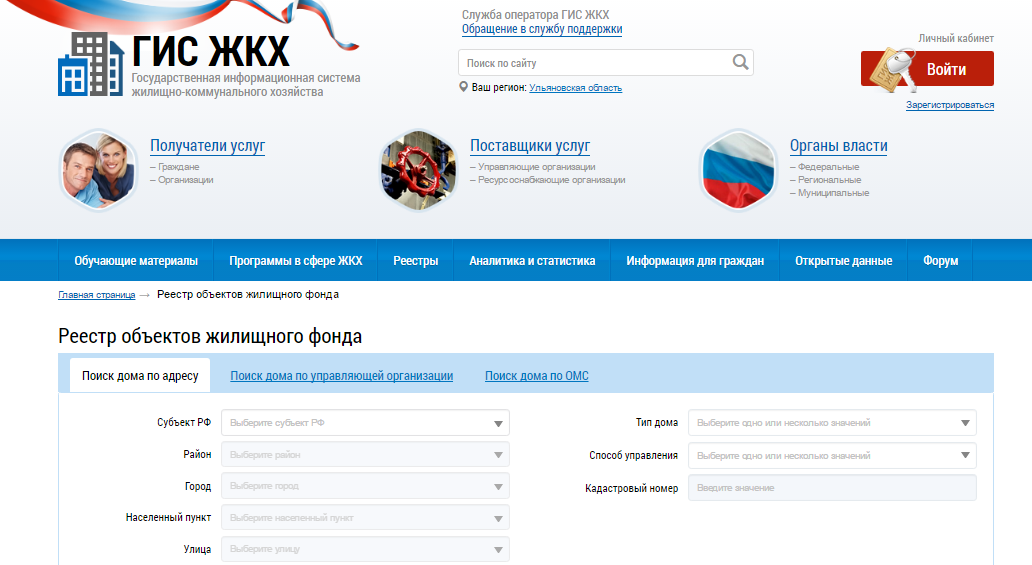 Служба оператора ГИС ЖКХ
Обращение в службу поддержки
ГИС ЖКХ
Государственная информационная система
жилищно-коммунального хозяйства
Поиск по сайту
Ваш регион: Ульяновская область
Личный кабинет
Войти
Зарегистрироваться
Получатели услуг
– Граждане
– Организации
Поставщики услуг
– Управляющие организации
– Ресурсоснабжающие организации
Органы власти
– Федеральные
– Региональные
– Муниципальные
Обучающие материалы Программы в сфере ЖКХ Реестры Аналитика и статистика Информация для граждан Открытые данные Форум
Главная страница → Реестр объектов жилищного фонда
Реестр объектов жилищного фонда
Поиск дома по адресу Поиск дома по управляющей организации Поиск дома по ОМС
Субъект РФ Выберите субъект РФ
Район Выберите район
Город Выберите город
Населенный пункт Выберите населенный пункт
Улица Выберите улицу
Тип дома Выберите одно или несколько значений
Способ управления Выберите одно или несколько значений
Кадастровый номер Введите значение